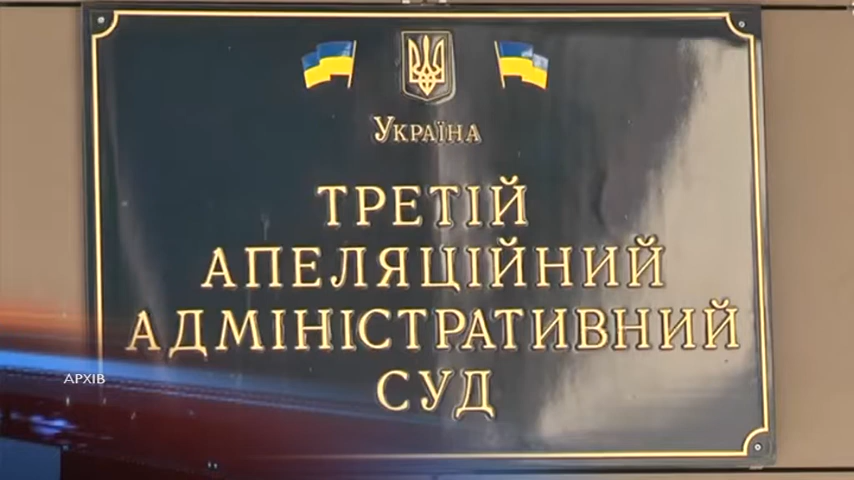 Україна
ТРЕТІЙ
АПЕЛЯЦІЙНИЙ
АДМІНІСТРАТИВНИЙ
СУД
АРХІВ